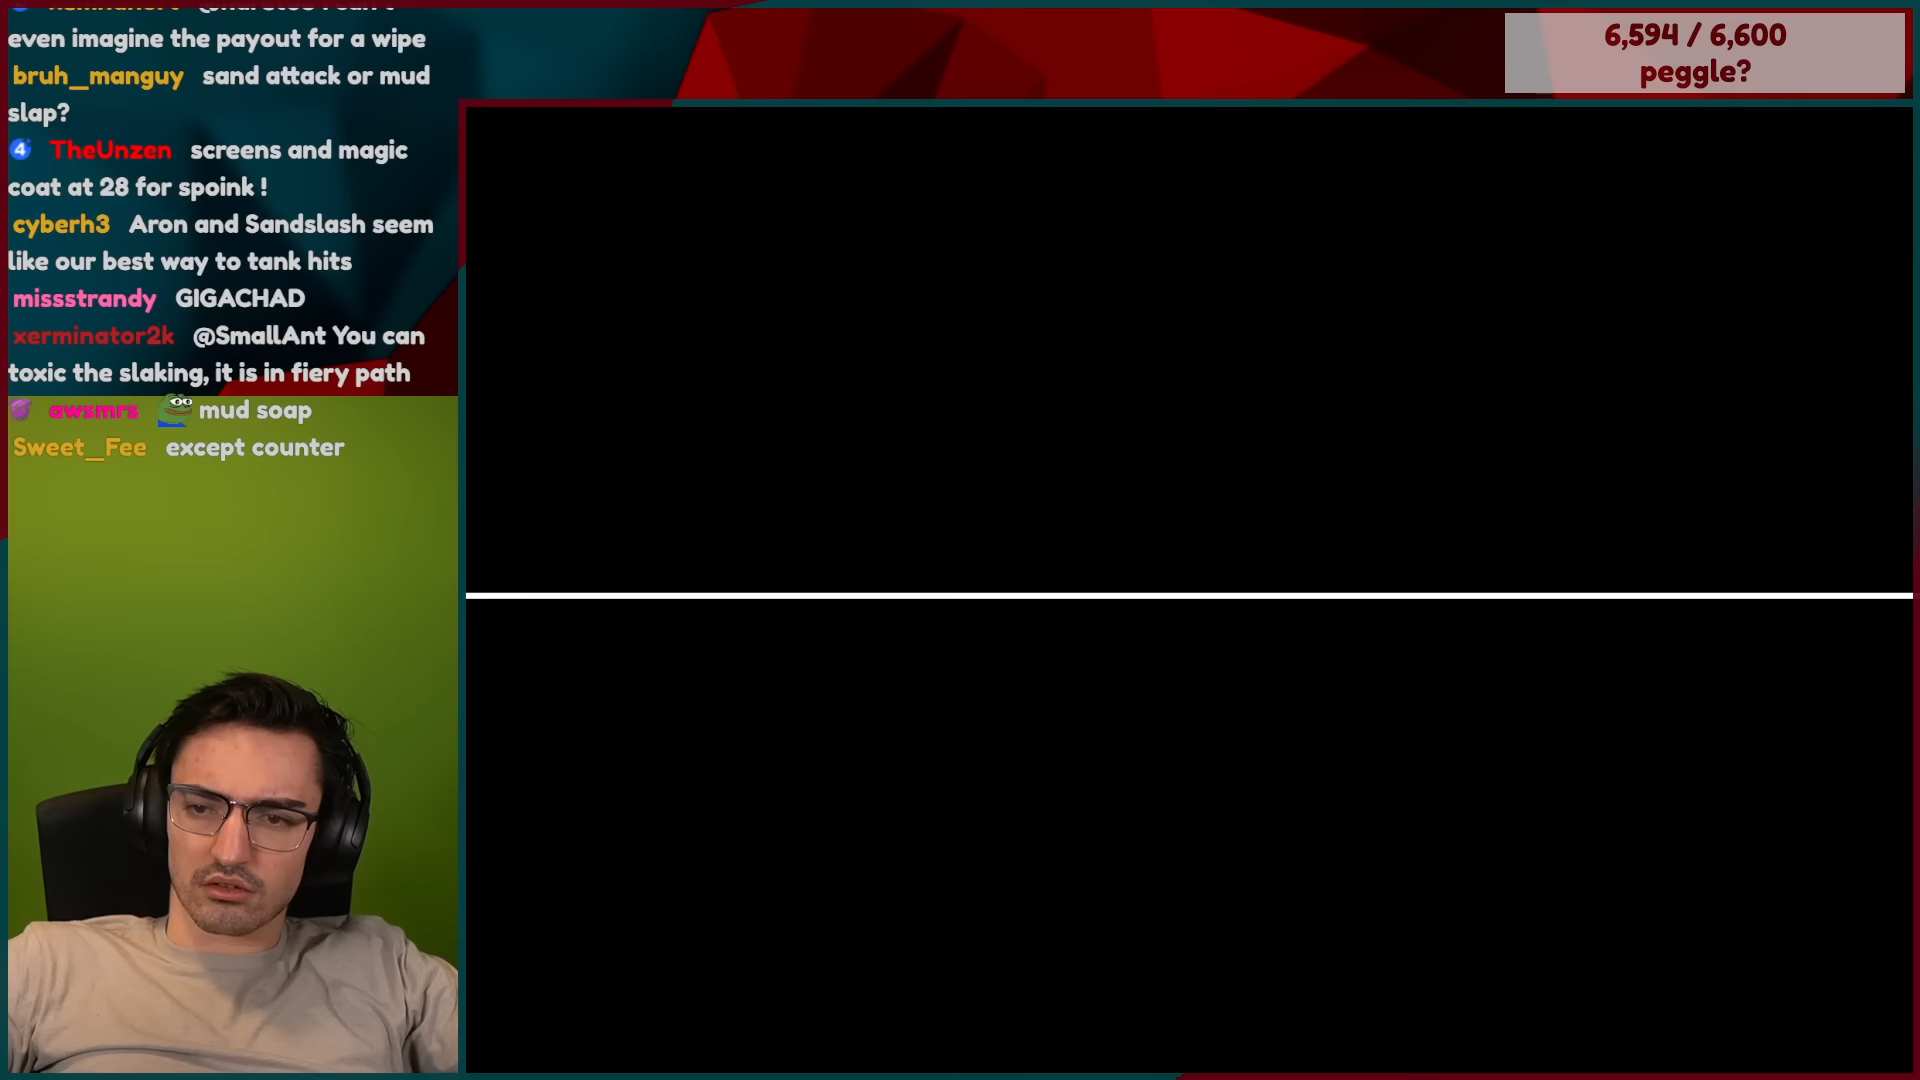 even imagine the payout for a wipe
bruh_manguy sand attack or mud
slap?
4 TheUnzen screens and magic
coat at 28 for spoink !
cyberh3 Aron and Sandslash seem
like our best way to tank hits
missstrandy GIGACHAD
xerminator2k @SmallAnt You can
toxic the slaking, it is in fiery path
awsmrs mud soap
Sweet_Fee except counter
6,594 / 6,600
peggle?